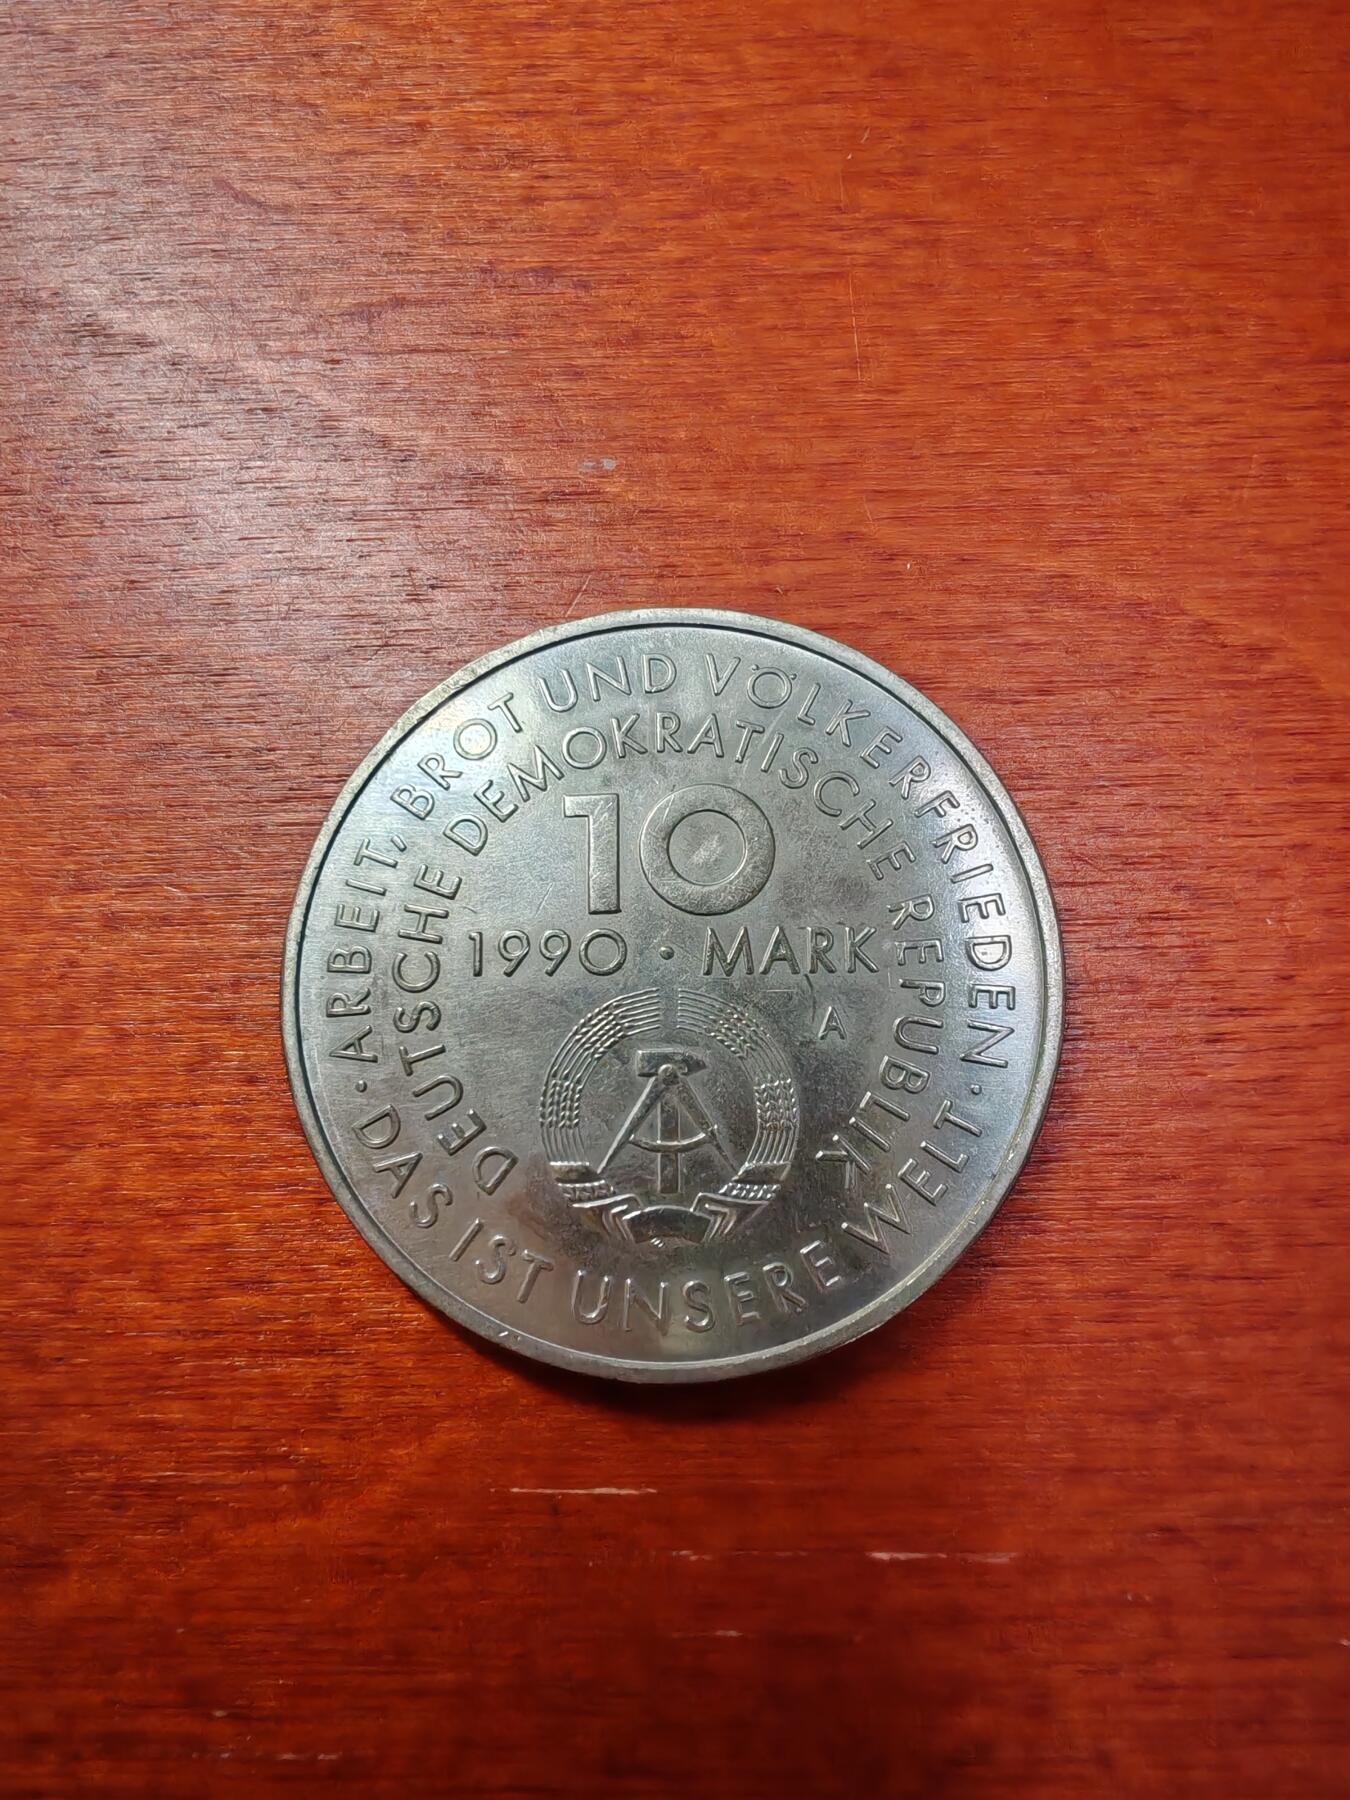 · ARBEIT, BROT UND VÖLKERFRIEDEN ·
DAS IST UNSERE WELT
DEUTSCHE DEMOKRATISCHE REPUBLIK
10
1990 · MARK
A